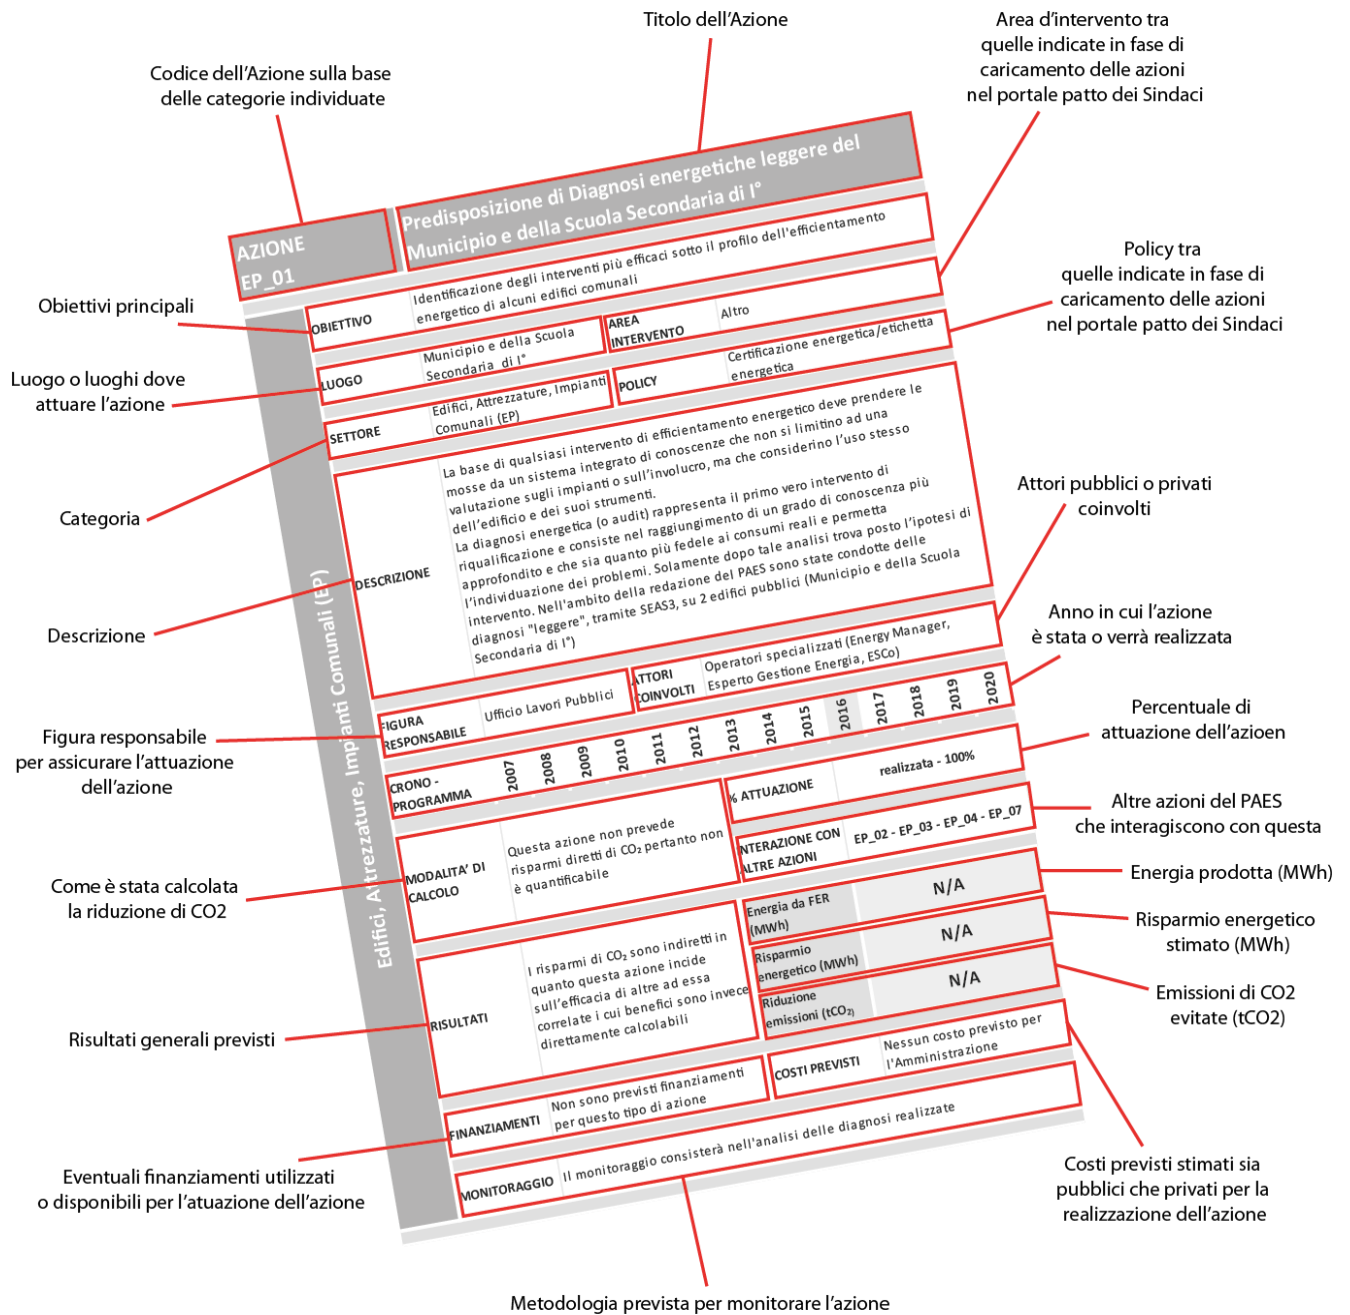 Titolo dell'Azione
Area d'intervento tra
quelle indicate in fase di
caricamento delle azioni
nel portale patto dei Sindaci
Codice dell'Azione sulla base
delle categorie individuate
Policy tra
quelle indicate in fase di
caricamento delle azioni
nel portale patto dei Sindaci
Obiettivi principali
Luogo o luoghi dove
attuare l'azione
Categoria
Descrizione
Attori pubblici o privati
coinvolti
Anno in cui l'azione
è stata o verrà realizzata
Figura responsabile
per assicurare l'attuazione
dell'azione
Percentuale di
attuazione dell'azioen
Altre azioni del PAES
che interagiscono con questa
Come è stata calcolata
la riduzione di CO2
Energia prodotta (MWh)
Risparmio energetico
stimato (MWh)
Emissioni di CO2
evitate (tCO2)
Risultati generali previsti
Eventuali finanziamenti utilizzati
o disponibili per l'atuazione dell'azione
Costi previsti stimati sia
pubblici che privati per la
realizzazione dell'azione
Metodologia prevista per monitorare l'azione
AZIONE
EP_01
Predisposizione di Diagnosi energetiche leggere del
Municipio e della Scuola Secondaria di I°
Edifici, Attrezzature, Impianti Comunali (EP)
OBIETTIVO
Identificazione degli interventi più efficaci sotto il profilo dell'efficientamento
energetico di alcuni edifici comunali
LUOGO
Municipio e della Scuola
Secondaria di I°
AREA
INTERVENTO
Altro
SETTORE
Edifici, Attrezzature, Impianti
Comunali (EP)
POLICY
Certificazione energetica/etichetta
energetica
DESCRIZIONE
La base di qualsiasi intervento di efficientamento energetico deve prendere le
mosse da un sistema integrato di conoscenze che non si limitino ad una
valutazione sugli impianti o sull'involucro, ma che considerino l'uso stesso
dell'edificio e dei suoi strumenti.
La diagnosi energetica (o audit) rappresenta il primo vero intervento di
riqualificazione e consiste nel raggiungimento di un grado di conoscenza più
approfondito e che sia quanto più fedele ai consumi reali e permetta
l'individuazione dei problemi. Solamente dopo tale analisi trova posto l'ipotesi di
intervento. Nell'ambito della redazione del PAES sono state condotte delle
diagnosi "leggere", tramite SEAS3, su 2 edifici pubblici (Municipio e della Scuola
Secondaria di I°)
FIGURA
RESPONSABILE
Ufficio Lavori Pubblici
ATTORI
COINVOLTI
Operatori specializzati (Energy Manager,
Esperto Gestione Energia, ESCo)
CRONO -
PROGRAMMA
2007 2008 2009 2010 2011 2012 2013 2014 2015 2016 2017 2018 2019 2020
MODALITA' DI
CALCOLO
Questa azione non prevede
risparmi diretti di CO₂ pertanto non
è quantificabile
% ATTUAZIONE
realizzata - 100%
INTERAZIONE CON
ALTRE AZIONI
EP_02 - EP_03 - EP_04 - EP_07
RISULTATI
I risparmi di CO₂ sono indiretti in
quanto questa azione incide
sull'efficacia di altre ad essa
correlate i cui benefici sono invece
direttamente calcolabili
Energia da FER
(MWh)
N/A
Risparmio
energetico (MWh)
N/A
Riduzione
emissioni (tCO₂)
N/A
FINANZIAMENTI
Non sono previsti finanziamenti
per questo tipo di azione
COSTI PREVISTI
Nessun costo previsto per
l'Amministrazione
MONITORAGGIO
Il monitoraggio consisterà nell'analisi delle diagnosi realizzate